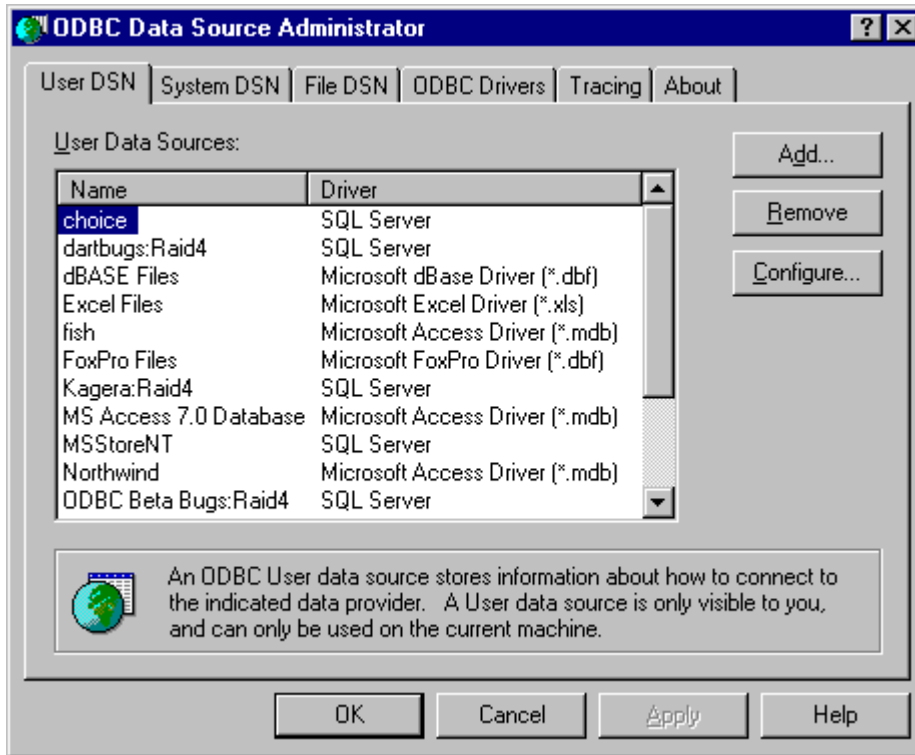 ODBC Data Source Administrator
User DSN System DSN File DSN ODBC Drivers Tracing About
User Data Sources:
Add...
Name Driver
choice SQL Server
Remove
dartbugs:Raid4 SQL Server
dBASE Files Microsoft dBase Driver (*.dbf)
Configure...
Excel Files Microsoft Excel Driver (*.xls)
fish Microsoft Access Driver (*.mdb)
FoxPro Files Microsoft FoxPro Driver (*.dbf)
Kagera:Raid4 SQL Server
MS Access 7.0 Database Microsoft Access Driver (*.mdb)
MSStoreNT SQL Server
Northwind Microsoft Access Driver (*.mdb)
ODBC Beta Bugs:Raid4 SQL Server
An ODBC User data source stores information about how to connect to
the indicated data provider. A User data source is only visible to you,
and can only be used on the current machine.
OK Cancel Apply Help